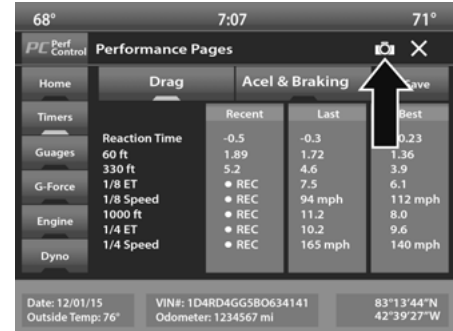 68° 7:07 71°
PC Perf Control Performance Pages
Home Drag Acel & Braking Save
Timers Recent Last Best
Reaction Time -0.5 -0.3 0.23
60 ft 1.89 1.72 1.36
Guages 330 ft 5.2 4.6 3.9
1/8 ET REC 7.5 6.1
G-Force 1/8 Speed REC 94 mph 112 mph
1000 ft REC 11.2 8.0
Engine 1/4 ET REC 10.2 9.6
1/4 Speed REC 165 mph 140 mph
Dyno
Date: 12/01/15 VIN#: 1D4RD4GG5BO634141 83°13'44"N
Outside Temp: 76° Odometer: 1234567 mi 42°39'27"W